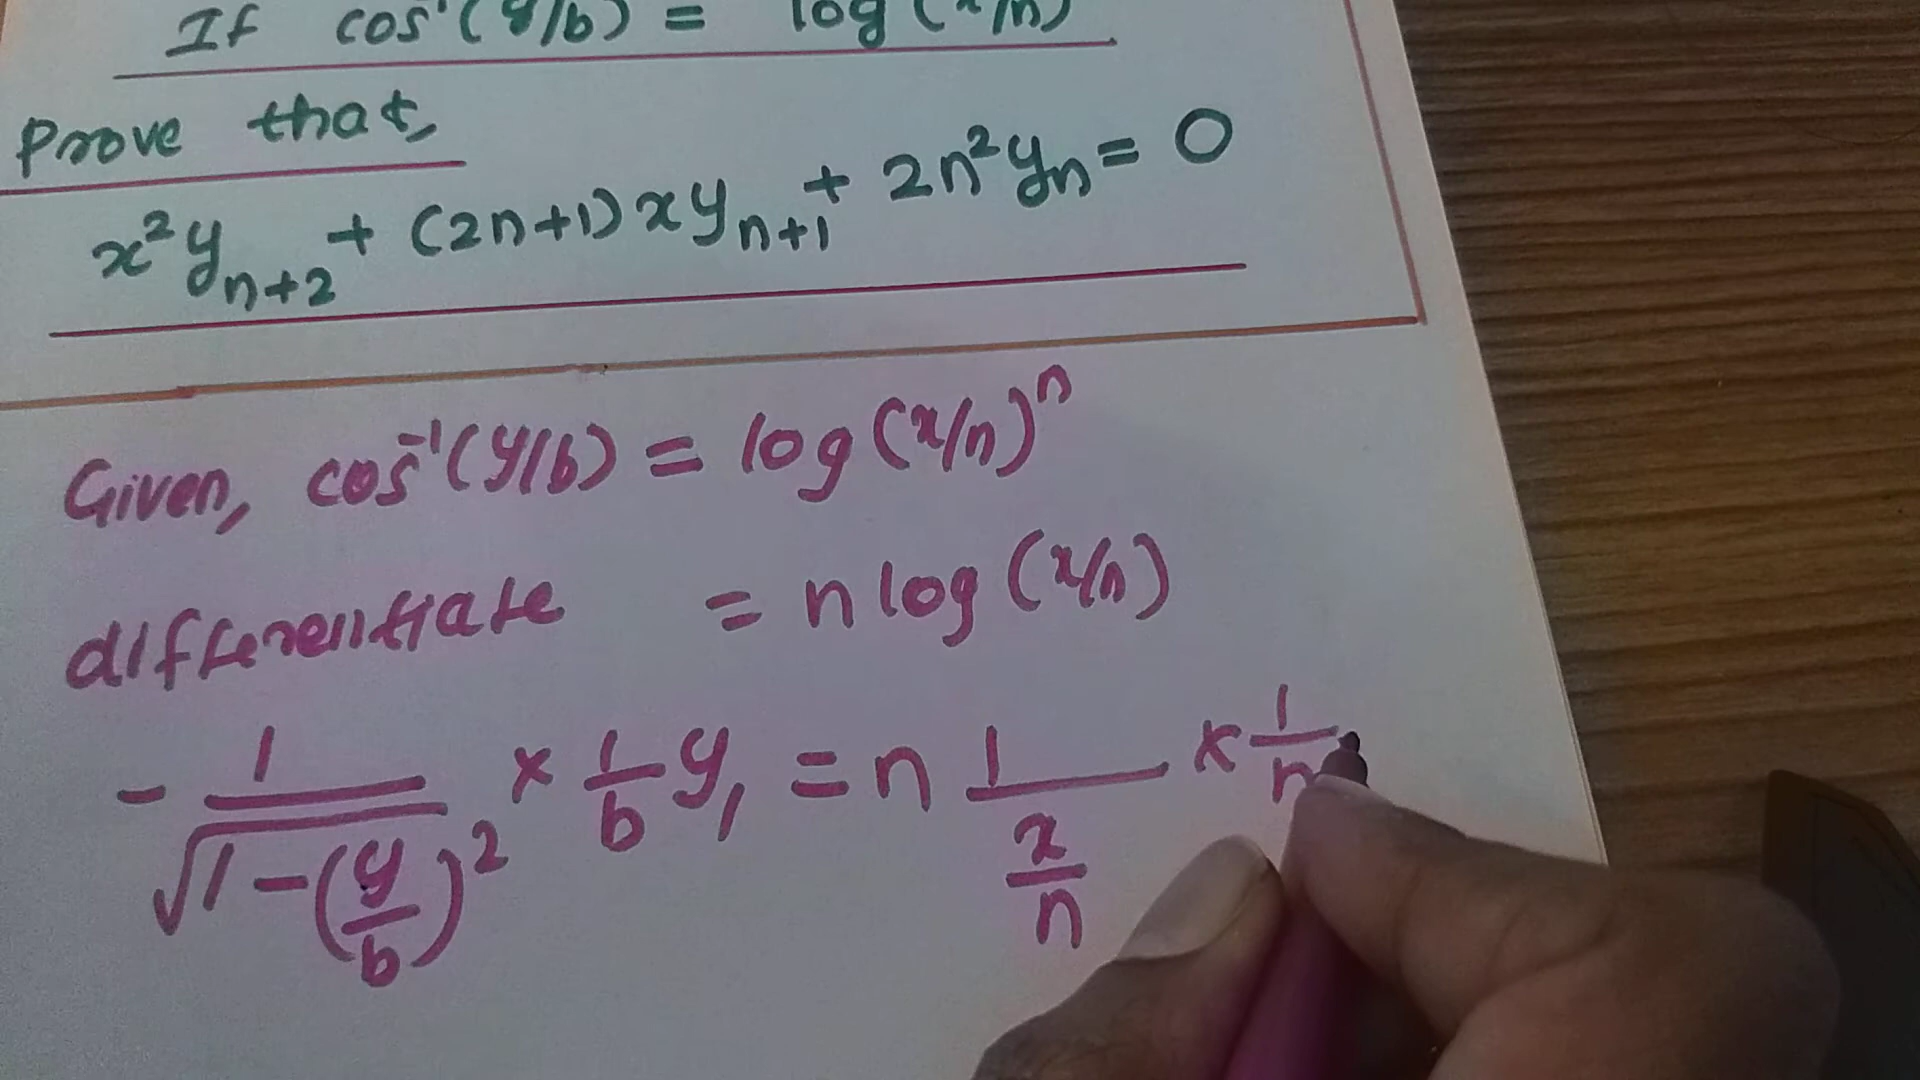 If cos⁻¹(y/b) = log(x/n)
Prove that,
x²yₙ₊₂ + (2n+1)xyₙ₊₁ + 2n²yₙ = 0
Given, cos⁻¹(y/b) = log(x/n)ⁿ
differentiate = n log(x/n)
- 1/√1-(y/b)² × 1/b y₁ = n 1/(x/n) × 1/n